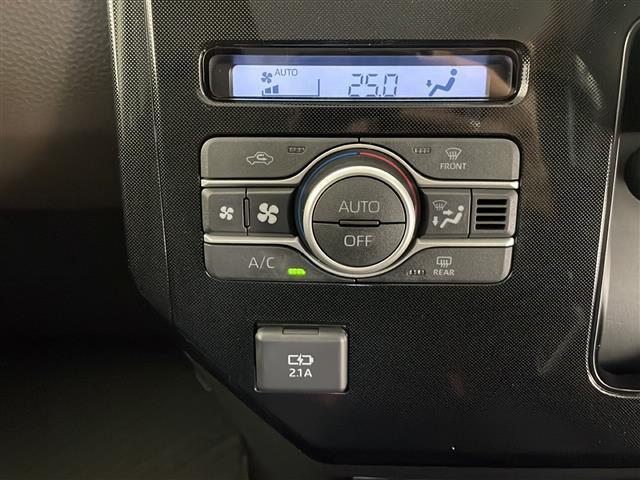 AUTO 25.0
FRONT
AUTO
OFF
A/C
REAR
2.1A